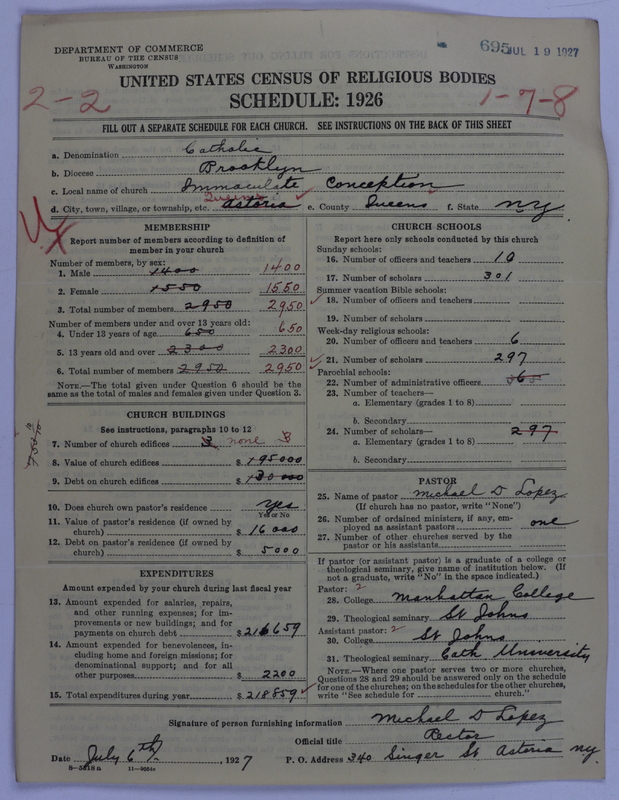 DEPARTMENT OF COMMERCE
BUREAU OF THE CENSUS
WASHINGTON
695 JUL 19 1927
UNITED STATES CENSUS OF RELIGIOUS BODIES
SCHEDULE: 1926
2-2
1-7-8
FILL OUT A SEPARATE SCHEDULE FOR EACH CHURCH. SEE INSTRUCTIONS ON THE BACK OF THIS SHEET
a. Denomination Catholic
b. Diocese Brooklyn
c. Local name of church Immaculate Conception
d. City, town, village, or township, etc. Queens Astoria e. County Queens f. State N.Y.
MEMBERSHIP
Report number of members according to definition of
member in your church
Number of members, by sex:
1. Male 1400 1400
2. Female 1550 1550
3. Total number of members 2950 2950
Number of members under and over 13 years old:
4. Under 13 years of age 650 650
5. 13 years old and over 2300 2300
6. Total number of members 2950 2950
NOTE.—The total given under Question 6 should be the
same as the total of males and females given under Question 3.
CHURCH BUILDINGS
See instructions, paragraphs 10 to 12
7. Number of church edifices 3 none 3
8. Value of church edifices $ 195000
9. Debt on church edifices $ 130000
10. Does church own pastor's residence yes
Yes or No
11. Value of pastor's residence (if owned by
church) $ 16000
12. Debt on pastor's residence (if owned by
church) $ 5000
EXPENDITURES
Amount expended by your church during last fiscal year
13. Amount expended for salaries, repairs,
and other running expenses; for im-
provements or new buildings; and for
payments on church debt $ 216659
14. Amount expended for benevolences, in-
cluding home and foreign missions; for
denominational support; and for all
other purposes $ 2200
15. Total expenditures during year $ 218859
CHURCH SCHOOLS
Report here only schools conducted by this church
Sunday schools:
16. Number of officers and teachers 10
17. Number of scholars 301
Summer vacation Bible schools:
18. Number of officers and teachers
19. Number of scholars
Week-day religious schools:
20. Number of officers and teachers 6
21. Number of scholars 297
Parochial schools:
22. Number of administrative officers
23. Number of teachers—
a. Elementary (grades 1 to 8)
b. Secondary
24. Number of scholars— 297
a. Elementary (grades 1 to 8)
b. Secondary
PASTOR
25. Name of pastor Michael D Lopez
(If church has no pastor, write "None")
26. Number of ordained ministers, if any, em-
ployed as assistant pastors one
27. Number of other churches served by the
pastor or his assistants
If pastor (or assistant pastor) is a graduate of a college or
theological seminary, give name of institution below. (If
not a graduate, write "No" in the space indicated.)
Pastor: 2
28. College Manhattan College
29. Theological seminary St Johns
Assistant pastor: 2
30. College St Johns
31. Theological seminary Cath University
NOTE.—Where one pastor serves two or more churches,
Questions 28 and 29 should be answered only on the schedule
for one of the churches; on the schedules for the other churches,
write "See schedule for church."
Signature of person furnishing information Michael D Lopez
Official title Rector
Date July 6th, 1927 P. O. Address 340 Singer St. Astoria N.Y.
8-5318a 11-9664